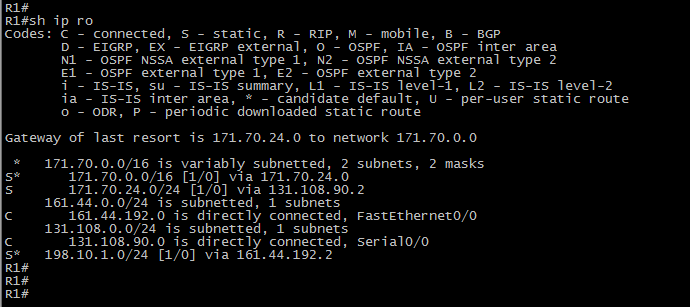 R1#
R1#sh ip ro
Codes: C - connected, S - static, R - RIP, M - mobile, B - BGP
       D - EIGRP, EX - EIGRP external, O - OSPF, IA - OSPF inter area
       N1 - OSPF NSSA external type 1, N2 - OSPF NSSA external type 2
       E1 - OSPF external type 1, E2 - OSPF external type 2
       i - IS-IS, su - IS-IS summary, L1 - IS-IS level-1, L2 - IS-IS level-2
       ia - IS-IS inter area, * - candidate default, U - per-user static route
       o - ODR, P - periodic downloaded static route
Gateway of last resort is 171.70.24.0 to network 171.70.0.0
 *   171.70.0.0/16 is variably subnetted, 2 subnets, 2 masks
S*      171.70.0.0/16 [1/0] via 171.70.24.0
S       171.70.24.0/24 [1/0] via 131.108.90.2
     161.44.0.0/24 is subnetted, 1 subnets
C       161.44.192.0 is directly connected, FastEthernet0/0
     131.108.0.0/24 is subnetted, 1 subnets
C       131.108.90.0 is directly connected, Serial0/0
S*   198.10.1.0/24 [1/0] via 161.44.192.2
R1#
R1#
R1#